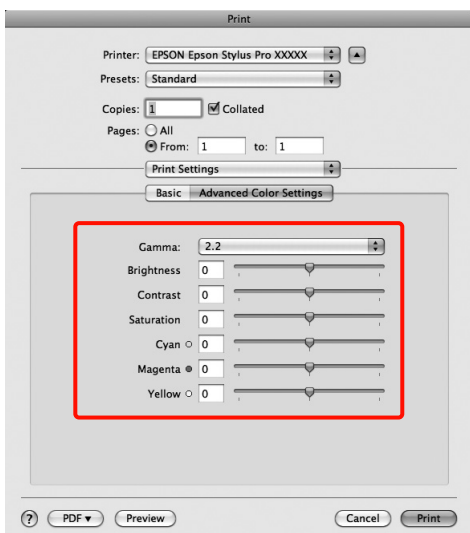 Print
Printer: EPSON Epson Stylus Pro XXXXX
Presets: Standard
Copies: 1 Collated
Pages: All
From: 1 to: 1
Print Settings
Basic Advanced Color Settings
Gamma: 2.2
Brightness 0
Contrast 0
Saturation 0
Cyan 0
Magenta 0
Yellow 0
? PDF Preview Cancel Print